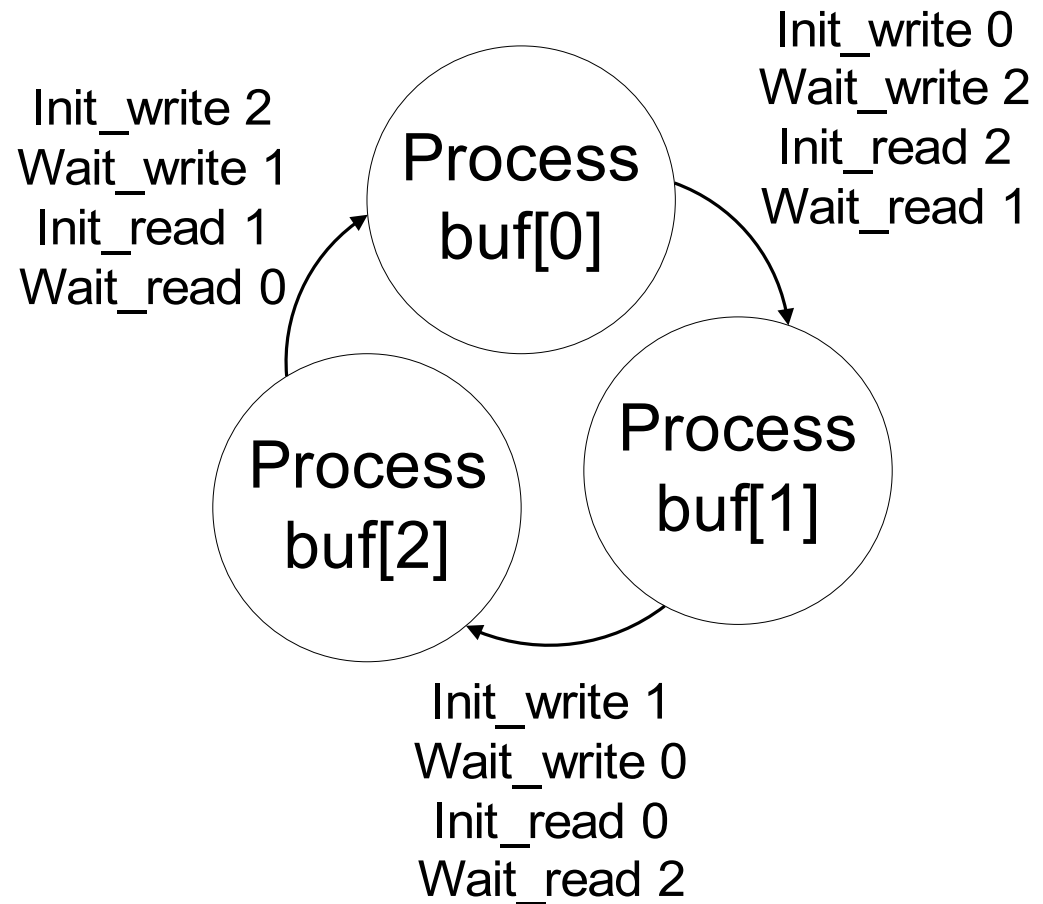 Init_write 0
Wait_write 2
Init_read 2
Wait_read 1
Init_write 2
Wait_write 1
Init_read 1
Wait_read 0
Process
buf[0]
Process
buf[1]
Process
buf[2]
Init_write 1
Wait_write 0
Init_read 0
Wait_read 2